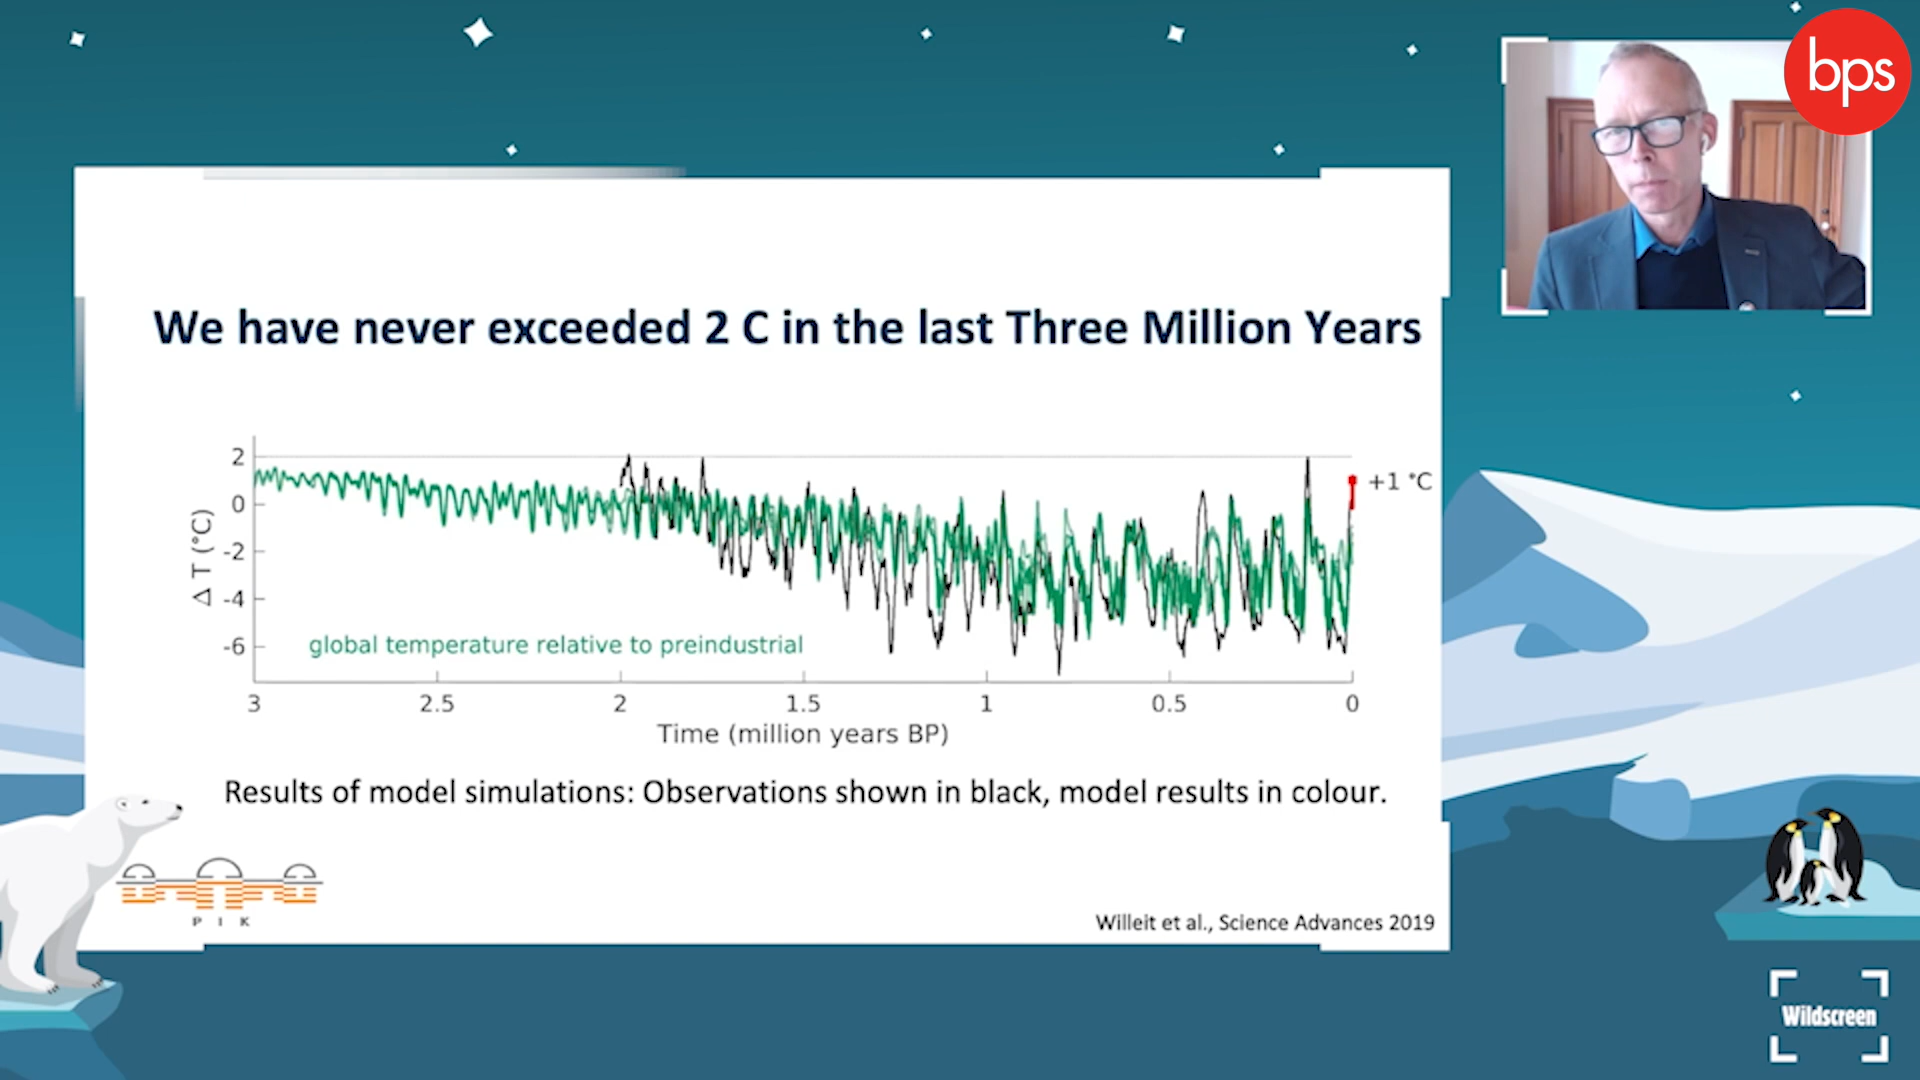 bps
We have never exceeded 2 C in the last Three Million Years
2
0
-2
-4
-6
Δ T (°C)
+1 °C
global temperature relative to preindustrial
3 2.5 2 1.5 1 0.5 0
Time (million years BP)
Results of model simulations: Observations shown in black, model results in colour.
P I K
Willeit et al., Science Advances 2019
Wildscreen